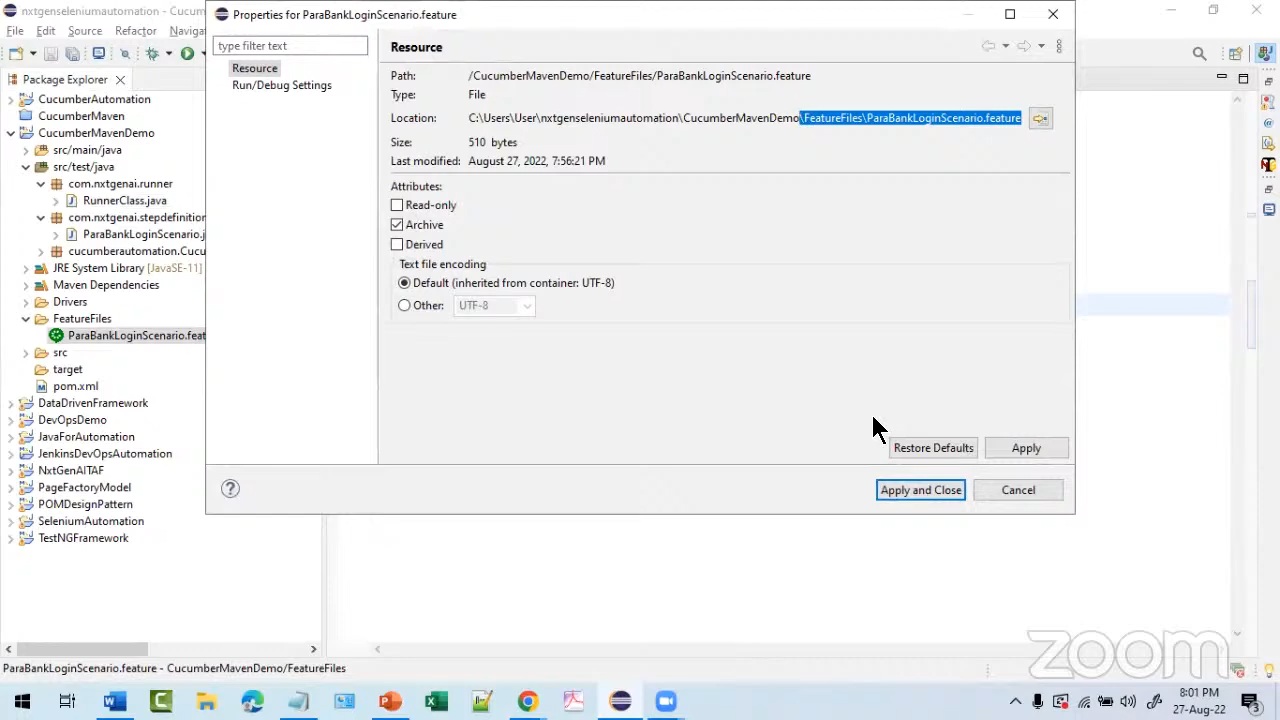 nxtgenseleniumautomation - Cucum
Properties for ParaBankLoginScenario.feature
File Edit Source Refactor Naviga
type filter text
Resource
Run/Debug Settings
Resource
Path: /CucumberMavenDemo/FeatureFiles/ParaBankLoginScenario.feature
Type: File
Location: C:\Users\User\nxtgenseleniumautomation\CucumberMavenDemo\FeatureFiles\ParaBankLoginScenario.feature
Size: 510 bytes
Last modified: August 27, 2022, 7:56:21 PM
Attributes:
Read-only
Archive
Derived
Text file encoding
Default (inherited from container: UTF-8)
Other: UTF-8
Restore Defaults
Apply
Apply and Close
Cancel
Package Explorer
CucumberAutomation
CucumberMaven
CucumberMavenDemo
src/main/java
src/test/java
com.nxtgenai.runner
RunnerClass.java
com.nxtgenai.stepdefinition
ParaBankLoginScenario.j
cucumberautomation.Cucu
JRE System Library [JavaSE-11]
Maven Dependencies
Drivers
FeatureFiles
ParaBankLoginScenario.feat
src
target
pom.xml
DataDrivenFramework
DevOpsDemo
JavaForAutomation
JenkinsDevOpsAutomation
NxtGenAITAF
PageFactoryModel
POMDesignPattern
SeleniumAutomation
TestNGFramework
zoom
ParaBankLoginScenario.feature - CucumberMavenDemo/FeatureFiles
8:01 PM
27-Aug-22
3